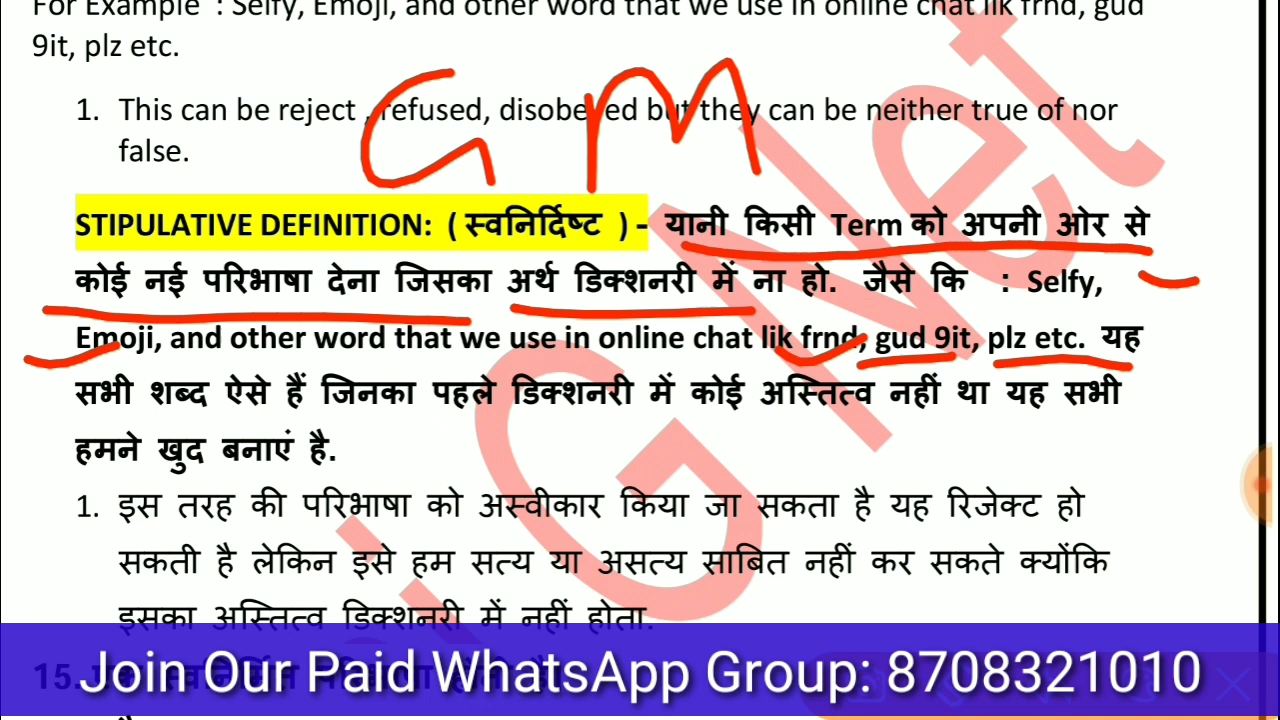 For Example : Selfy, Emoji, and other word that we use in online chat lik frnd, gud
9it, plz etc.
GM
1. This can be reject , refused, disobeyed but they can be neither true of nor
false.
STIPULATIVE DEFINITION: ( स्वनिर्दिष्ट ) - यानी किसी Term को अपनी ओर से
कोई नई परिभाषा देना जिसका अर्थ डिक्शनरी में ना हो. जैसे कि : Selfy,
Emoji, and other word that we use in online chat lik frnd, gud 9it, plz etc. यह
सभी शब्द ऐसे हैं जिनका पहले डिक्शनरी में कोई अस्तित्व नहीं था यह सभी
हमने खुद बनाएं है.
1. इस तरह की परिभाषा को अस्वीकार किया जा सकता है यह रिजेक्ट हो
सकती है लेकिन इसे हम सत्य या असत्य साबित नहीं कर सकते क्योंकि
इसका अस्तित्व डिक्शनरी में नहीं होता.
15.
Join Our Paid WhatsApp Group: 8708321010
i G Net